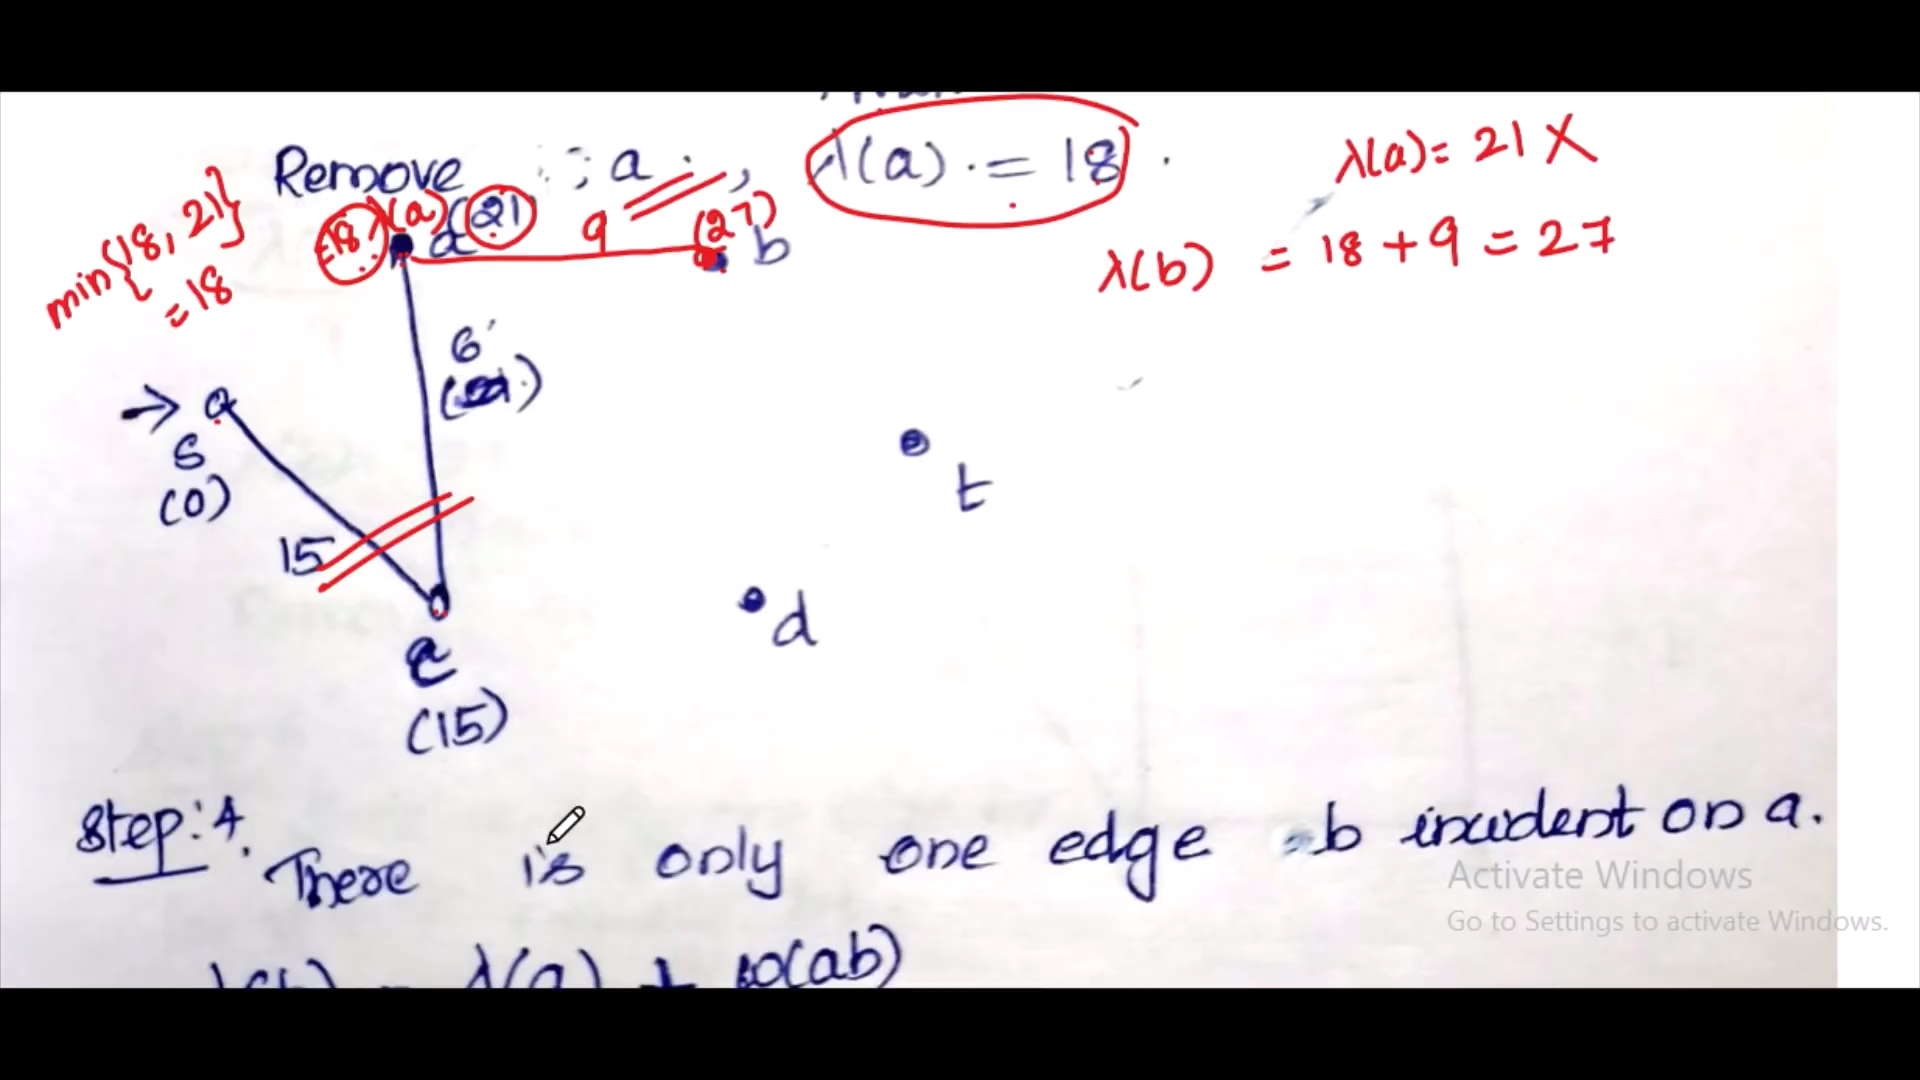 Remove : a , λ(a) = 18 .
λ(a) = 21 X
min{18, 21}
= 18
18 λ(a) (21) 9 (27)
a b
λ(b) = 18 + 9 = 27
6
s
(0)
t
15
d
(15)
Step: 4. There is only one edge b incident on a.
Activate Windows
Go to Settings to activate Windows.
λ(b) = λ(a) + w(ab)